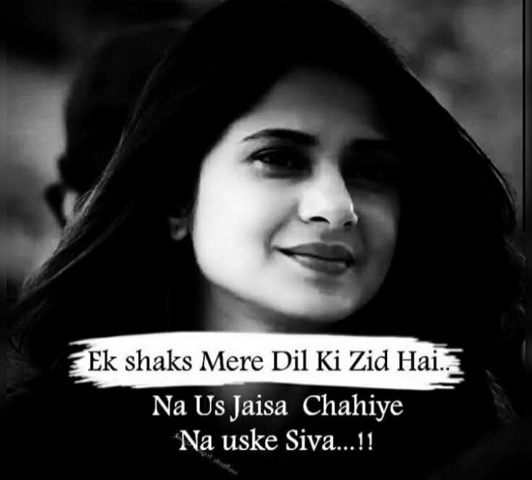 Ek shaks Mere Dil Ki Zid Hai..
Na Us Jaisa Chahiye
Na uske Siva...!!